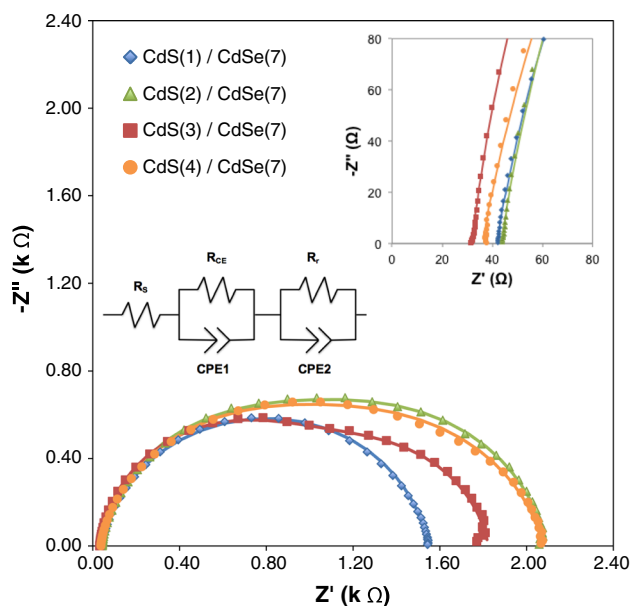 -Z'' (k Ω)
2.40
2.00
1.60
1.20
0.80
0.40
0.00
CdS(1) / CdSe(7)
CdS(2) / CdSe(7)
CdS(3) / CdSe(7)
CdS(4) / CdSe(7)
-Z'' (Ω)
80
60
40
20
0
0 20 40 60 80
Z' (Ω)
Rs
RCE
Rr
CPE1
CPE2
0.00 0.40 0.80 1.20 1.60 2.00 2.40
Z' (k Ω)